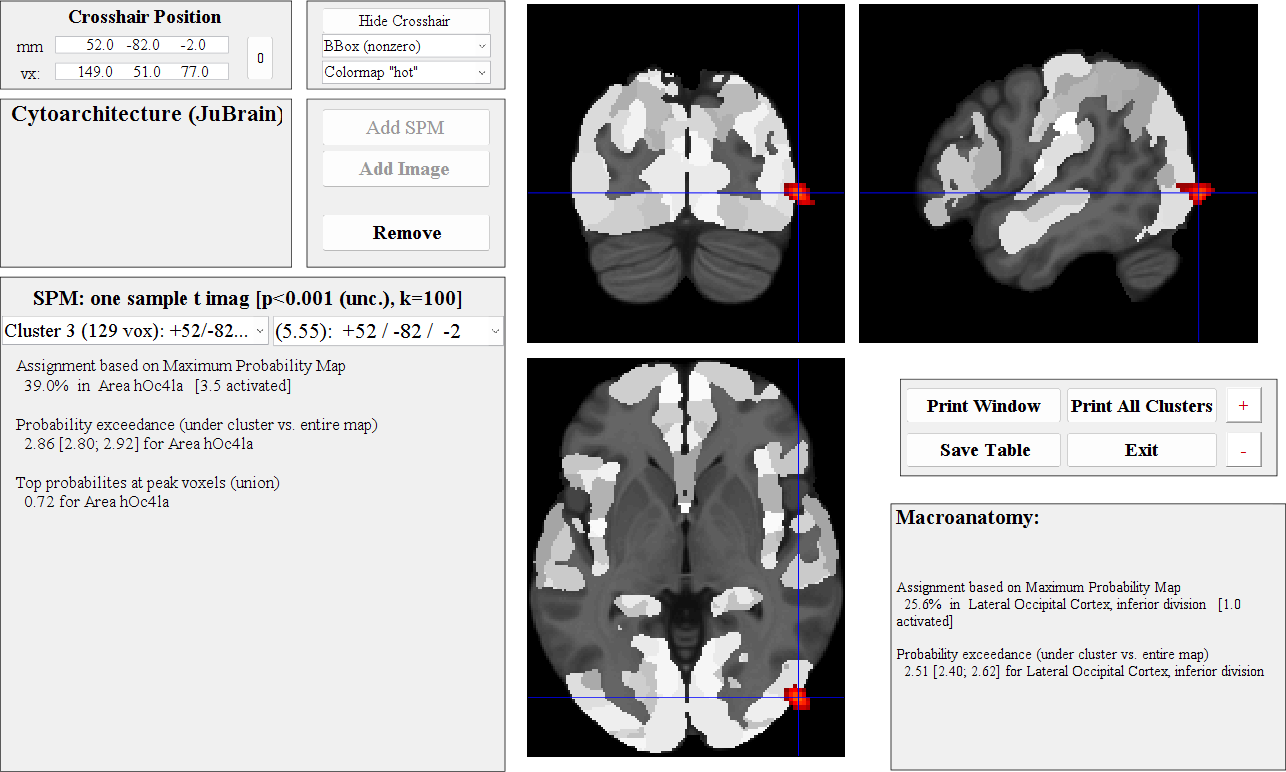 Crosshair Position
mm 52.0 -82.0 -2.0
vx: 149.0 51.0 77.0
0
Hide Crosshair
BBox (nonzero)
Colormap "hot"
Cytoarchitecture (JuBrain)
Add SPM
Add Image
Remove
SPM: one sample t imag [p<0.001 (unc.), k=100]
Cluster 3 (129 vox): +52/-82...
(5.55): +52 / -82 / -2
Assignment based on Maximum Probability Map
39.0% in Area hOc4la [3.5 activated]
Probability exceedance (under cluster vs. entire map)
2.86 [2.80; 2.92] for Area hOc4la
Top probabilites at peak voxels (union)
0.72 for Area hOc4la
Print Window
Print All Clusters
+
Save Table
Exit
-
Macroanatomy:
Assignment based on Maximum Probability Map
25.6% in Lateral Occipital Cortex, inferior division [1.0
activated]
Probability exceedance (under cluster vs. entire map)
2.51 [2.40; 2.62] for Lateral Occipital Cortex, inferior division